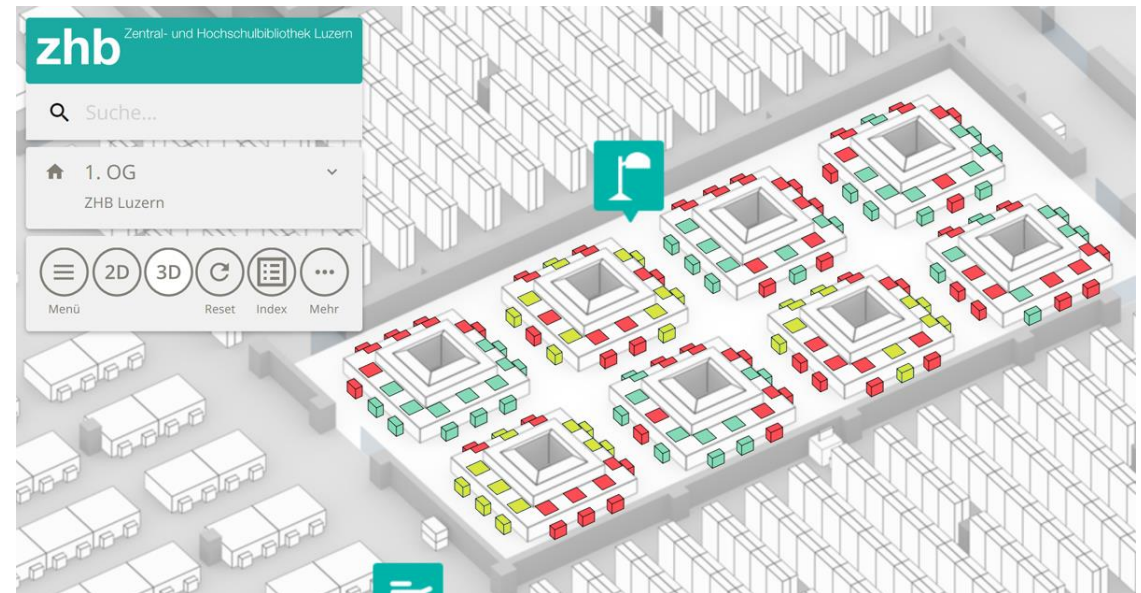 zhb Zentral- und Hochschulbibliothek Luzern
Suche...
1. OG
ZHB Luzern
2D 3D
Menü Reset Index Mehr